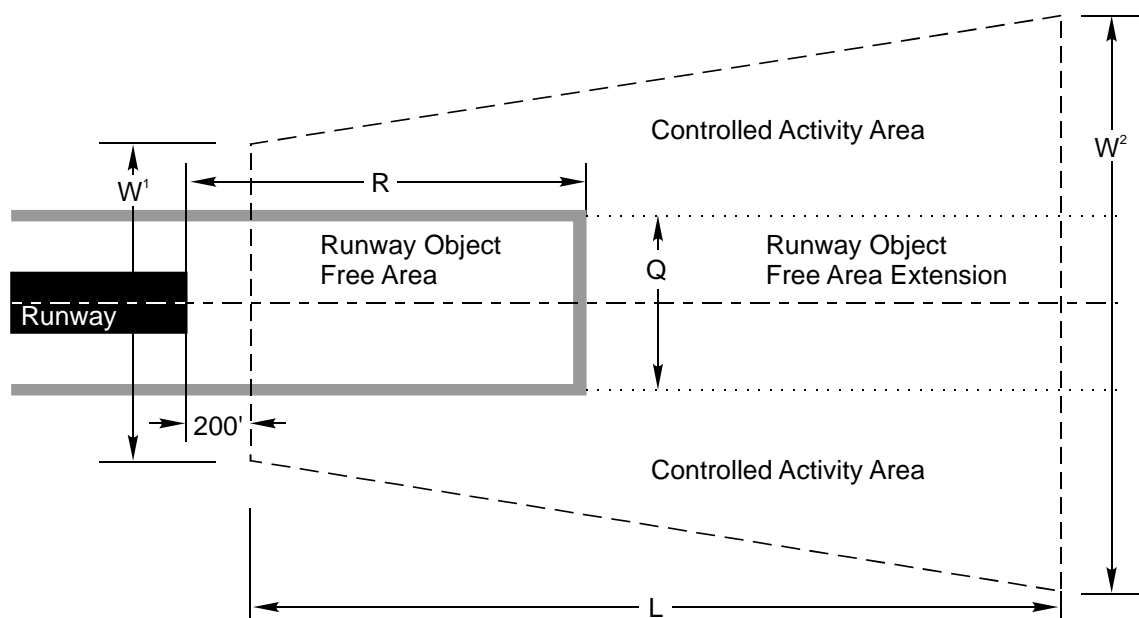 Controlled Activity Area
W²
W¹
R
Runway Object
Free Area
Q
Runway Object
Free Area Extension
Runway
200'
Controlled Activity Area
L